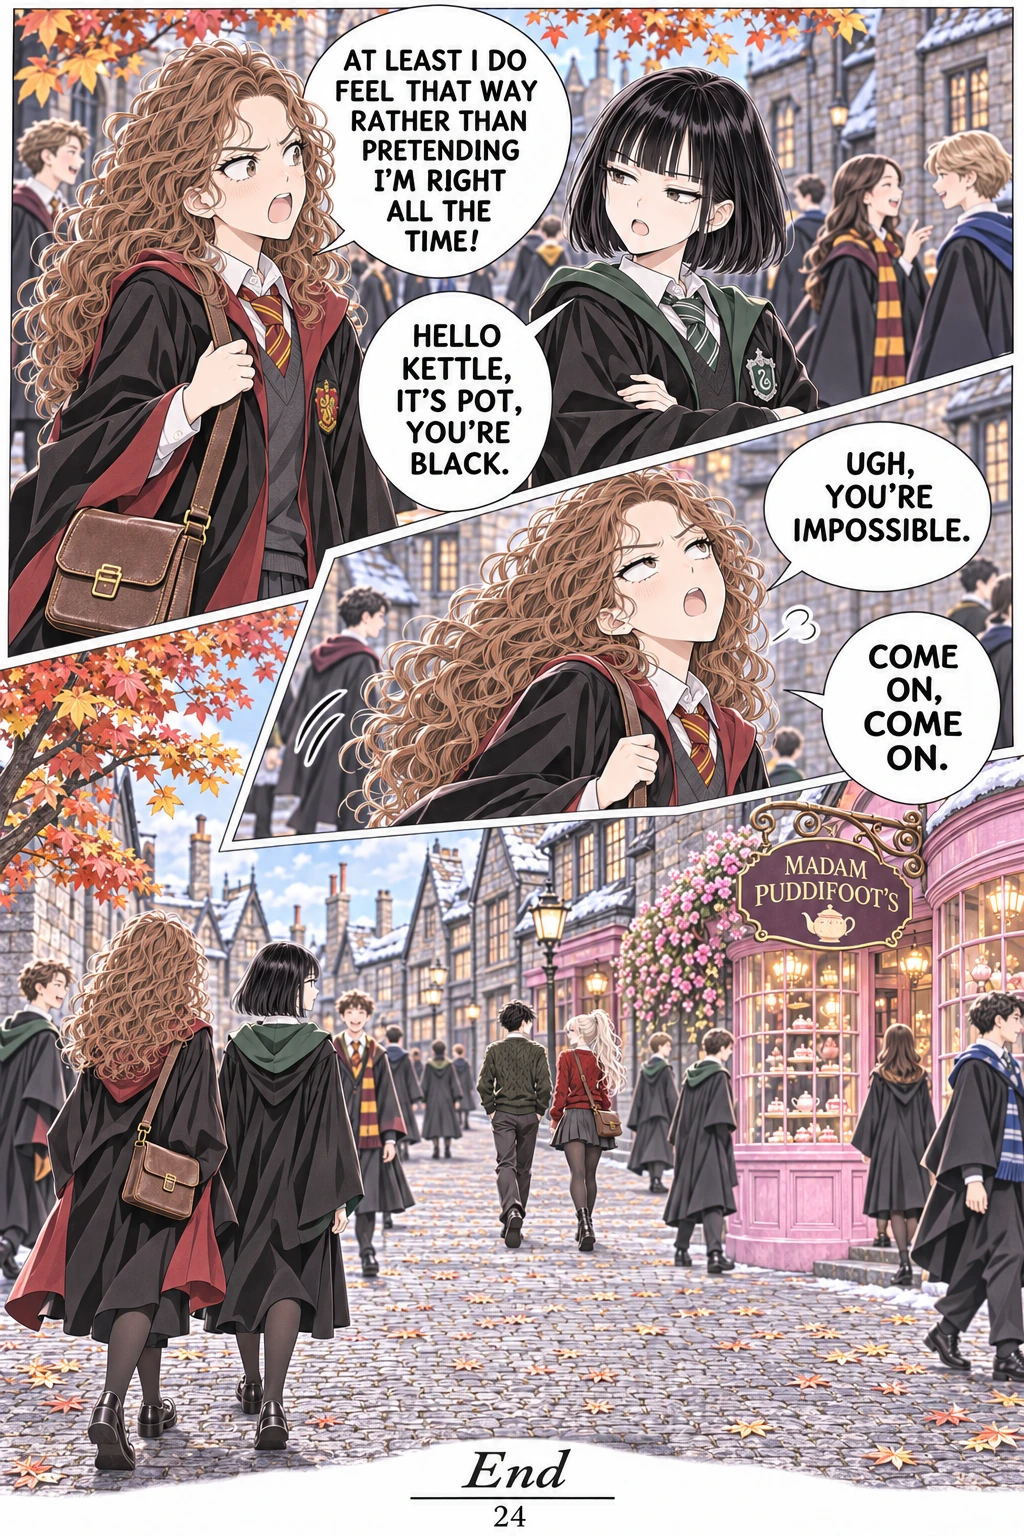 AT LEAST I DO
FEEL THAT WAY
RATHER THAN
PRETENDING
I'M RIGHT
ALL THE
TIME!
HELLO
KETTLE,
IT'S POT,
YOU'RE
BLACK.
UGH,
YOU'RE
IMPOSSIBLE.
COME
ON,
COME
ON.
MADAM
PUDDIFOOT'S
End
24